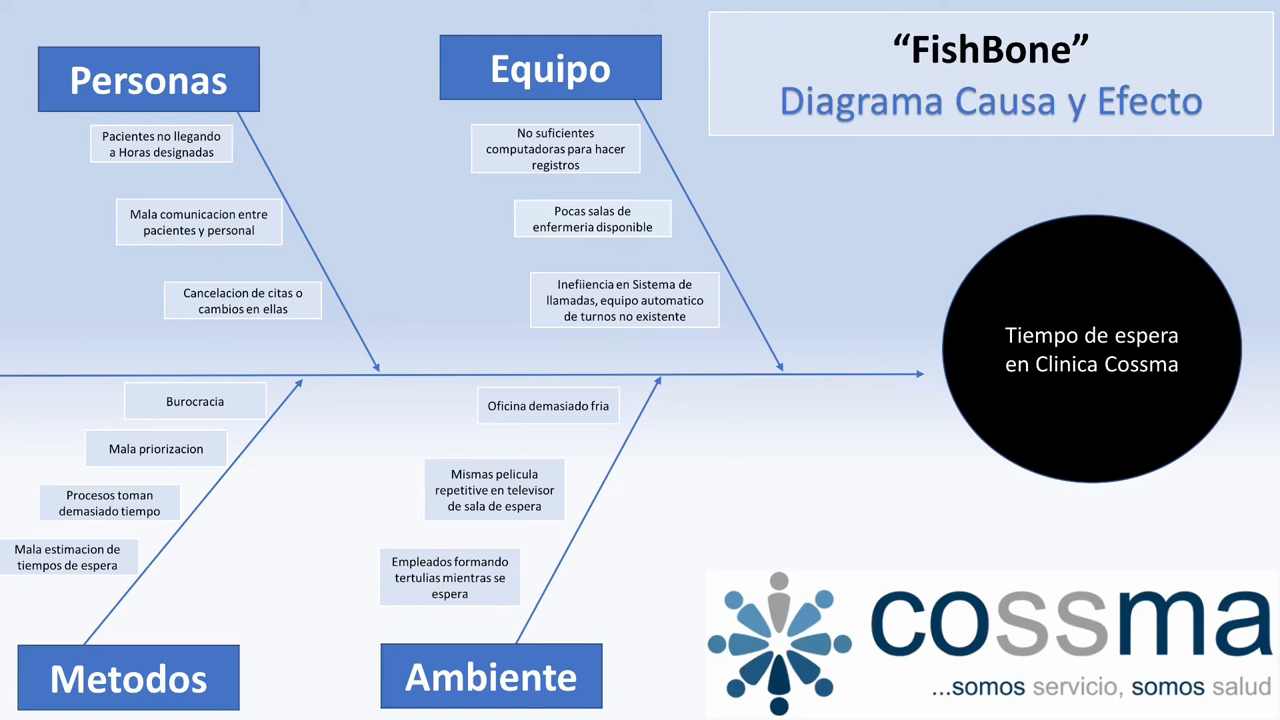 “FishBone”
Diagrama Causa y Efecto
Personas
Pacientes no llegando
a Horas designadas
Mala comunicacion entre
pacientes y personal
Cancelacion de citas o
cambios en ellas
Equipo
No suficientes
computadoras para hacer
registros
Pocas salas de
enfermeria disponible
Inefiiencia en Sistema de
llamadas, equipo automatico
de turnos no existente
Tiempo de espera
en Clinica Cossma
Burocracia
Mala priorizacion
Procesos toman
demasiado tiempo
Mala estimacion de
tiempos de espera
Metodos
Oficina demasiado fria
Mismas pelicula
repetitive en televisor
de sala de espera
Empleados formando
tertulias mientras se
espera
Ambiente
cossma
...somos servicio, somos salud